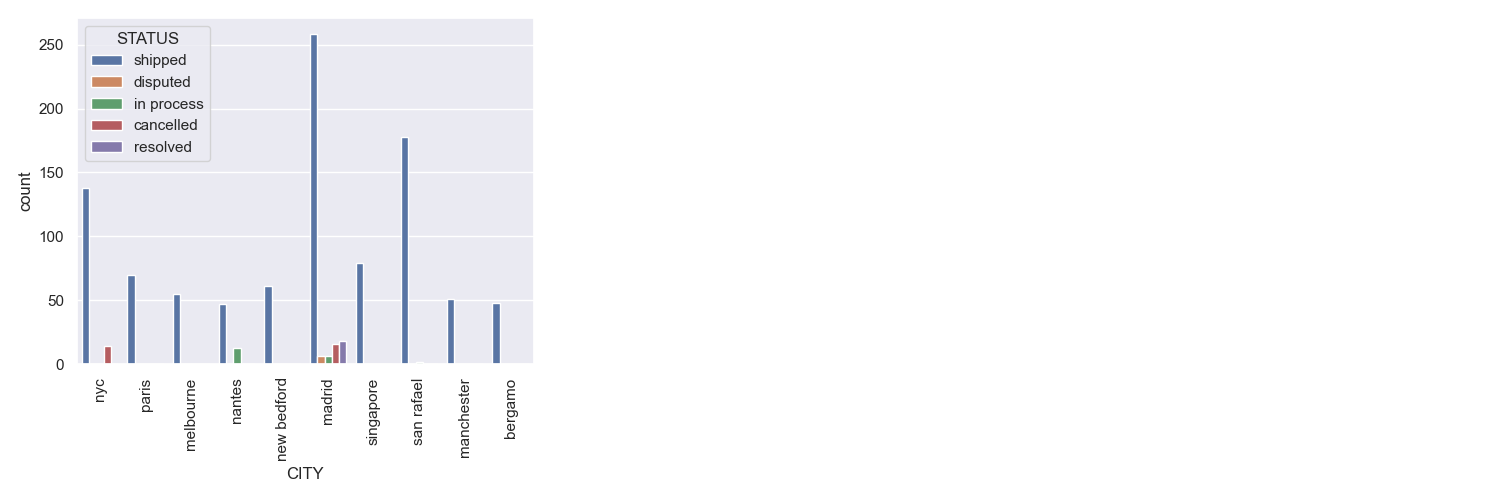 STATUS
shipped
disputed
in process
cancelled
resolved
250
200
150
100
50
0
count
nyc
paris
melbourne
nantes
new bedford
madrid
singapore
san rafael
manchester
bergamo
CITY